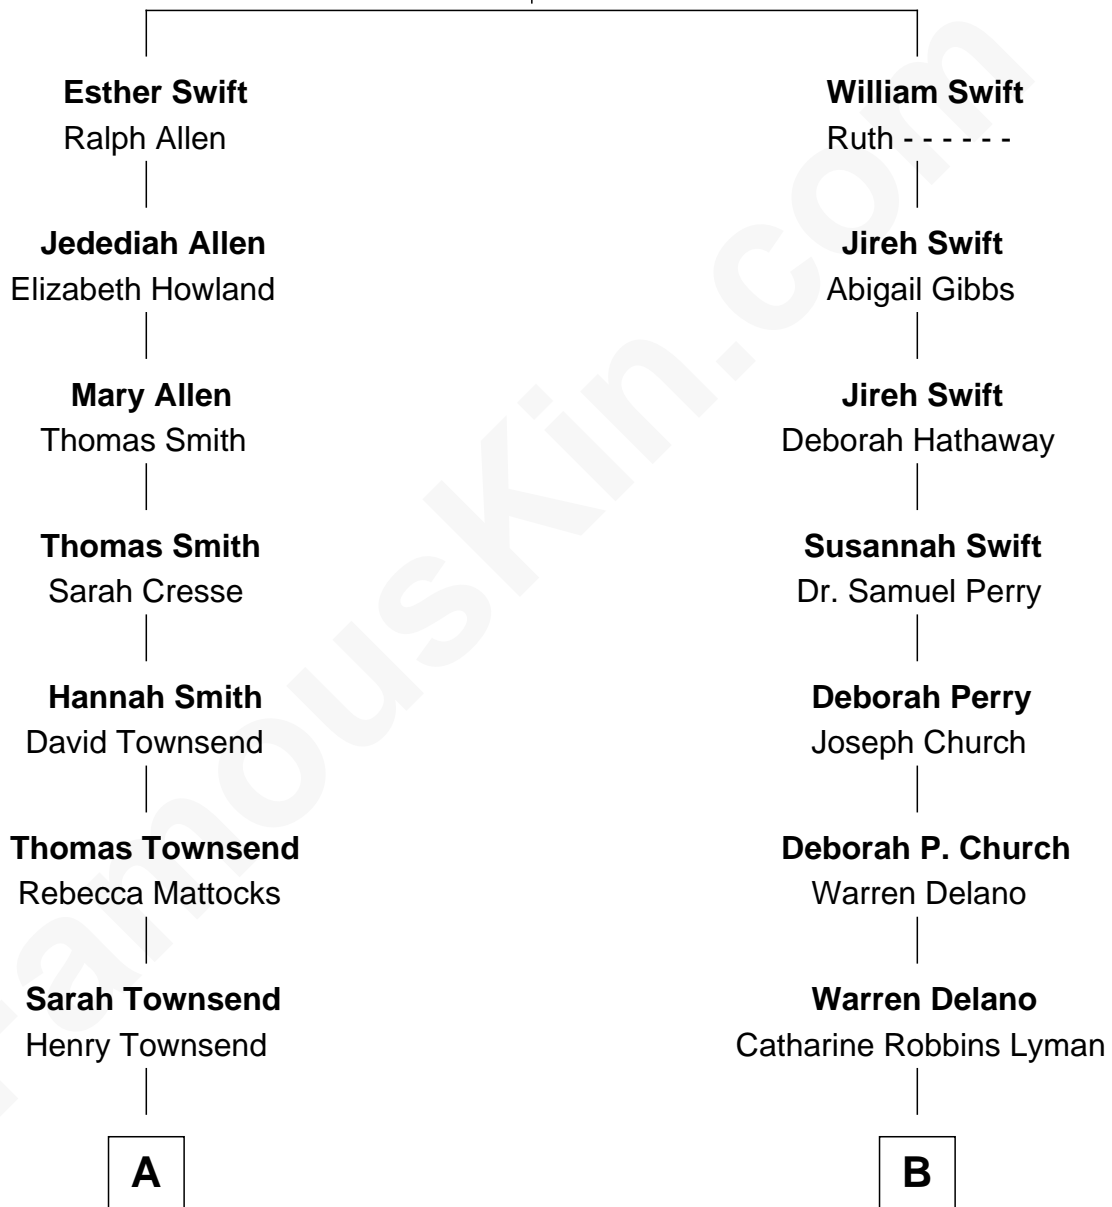 Esther Swift
Ralph Allen
Jedediah Allen
Elizabeth Howland
Mary Allen
Thomas Smith
Thomas Smith
Sarah Cresse
Hannah Smith
David Townsend
Thomas Townsend
Rebecca Mattocks
Sarah Townsend
Henry Townsend
A
William Swift
Ruth - - - - - -
Jireh Swift
Abigail Gibbs
Jireh Swift
Deborah Hathaway
Susannah Swift
Dr. Samuel Perry
Deborah Perry
Joseph Church
Deborah P. Church
Warren Delano
Warren Delano
Catharine Robbins Lyman
B
FamousKin.com